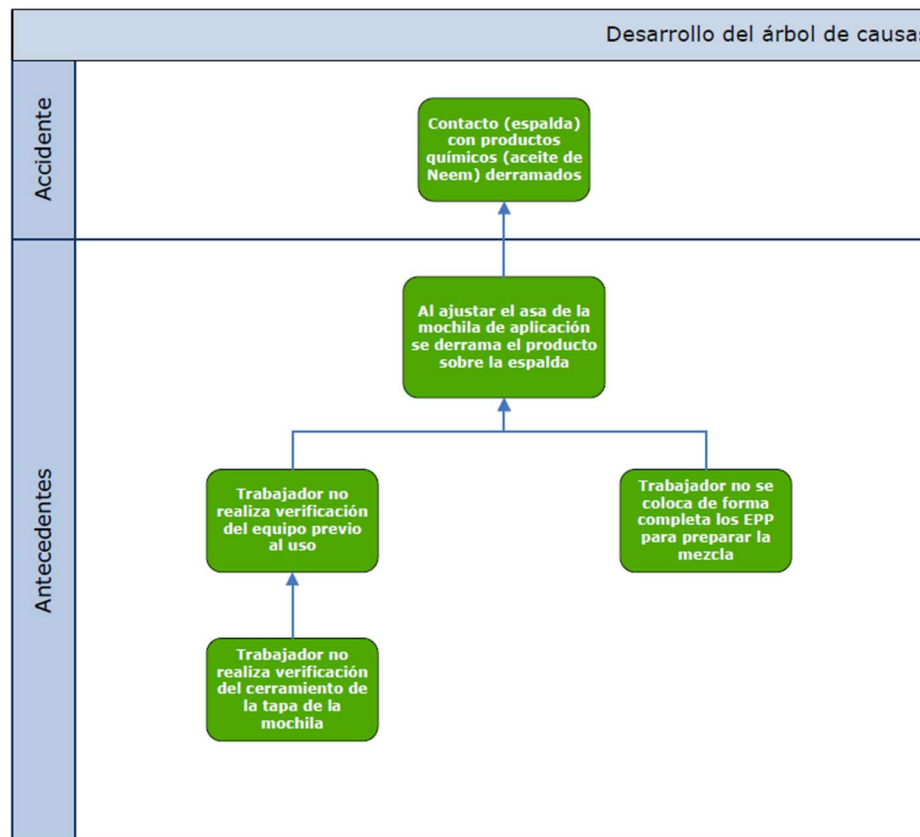 Desarrollo del árbol de causas
Accidente
Contacto (espalda)
con productos
químicos (aceite de
Neem) derramados
Antecedentes
Al ajustar el asa de la
mochila de aplicación
se derrama el producto
sobre la espalda
Trabajador no
realiza verificación
del equipo previo
al uso
Trabajador no se
coloca de forma
completa los EPP
para preparar la
mezcla
Trabajador no
realiza verificación
del cerramiento de
la tapa de la
mochila